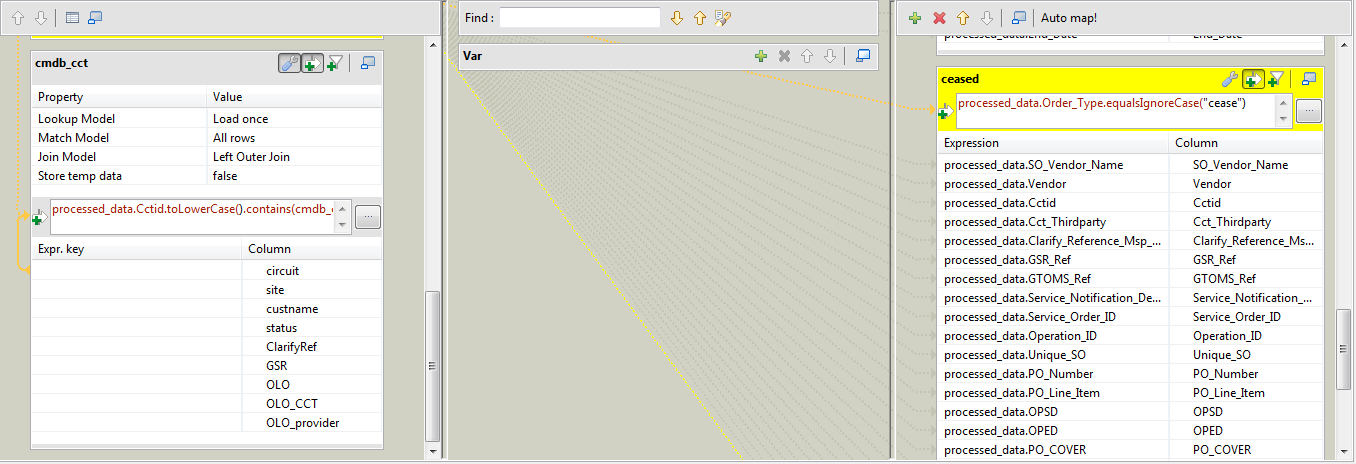 cmdb_cct
Property Value
Lookup Model Load once
Match Model All rows
Join Model Left Outer Join
Store temp data false
processed_data.Cctid.toLowerCase().contains(cmdb_
...
Expr. key Column
circuit
site
custname
status
ClarifyRef
GSR
OLO
OLO_CCT
OLO_provider
Find :
Var
Auto map!
processed_data.End_Date End_Date
ceased
processed_data.Order_Type.equalsIgnoreCase("cease")
...
Expression Column
processed_data.SO_Vendor_Name SO_Vendor_Name
processed_data.Vendor Vendor
processed_data.Cctid Cctid
processed_data.Cct_Thirdparty Cct_Thirdparty
processed_data.Clarify_Reference_Msp_... Clarify_Reference_Ms...
processed_data.GSR_Ref GSR_Ref
processed_data.GTOMS_Ref GTOMS_Ref
processed_data.Service_Notification_De... Service_Notification_...
processed_data.Service_Order_ID Service_Order_ID
processed_data.Operation_ID Operation_ID
processed_data.Unique_SO Unique_SO
processed_data.PO_Number PO_Number
processed_data.PO_Line_Item PO_Line_Item
processed_data.OPSD OPSD
processed_data.OPED OPED
processed_data.PO_COVER PO_COVER